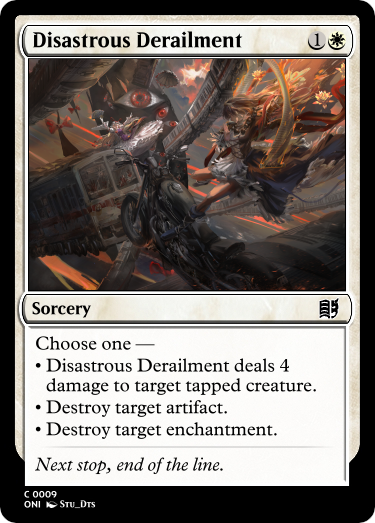 Disastrous Derailment 1
Sorcery
Choose one —
• Disastrous Derailment deals 4
damage to target tapped creature.
• Destroy target artifact.
• Destroy target enchantment.
Next stop, end of the line.
C 0009
ONI Stu_Dts